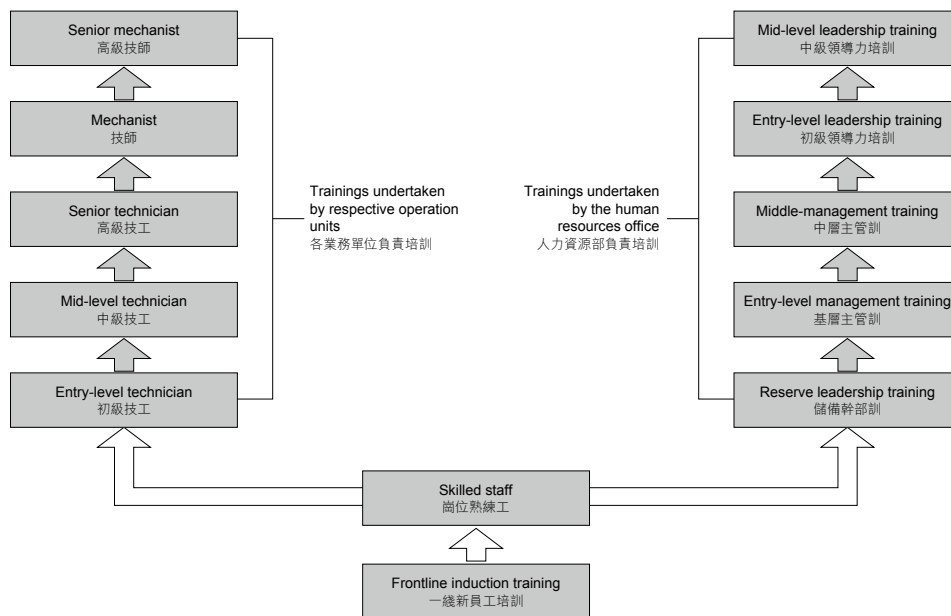 Senior mechanist
高級技師
Mechanist
技師
Senior technician
高級技工
Mid-level technician
中級技工
Entry-level technician
初級技工
Trainings undertaken
by respective operation
units
各業務單位負責培訓
Trainings undertaken
by the human
resources office
人力資源部負責培訓
Mid-level leadership training
中級領導力培訓
Entry-level leadership training
初級領導力培訓
Middle-management training
中層主管訓
Entry-level management training
基層主管訓
Reserve leadership training
儲備幹部訓
Skilled staff
崗位熟練工
Frontline induction training
一綫新員工培訓